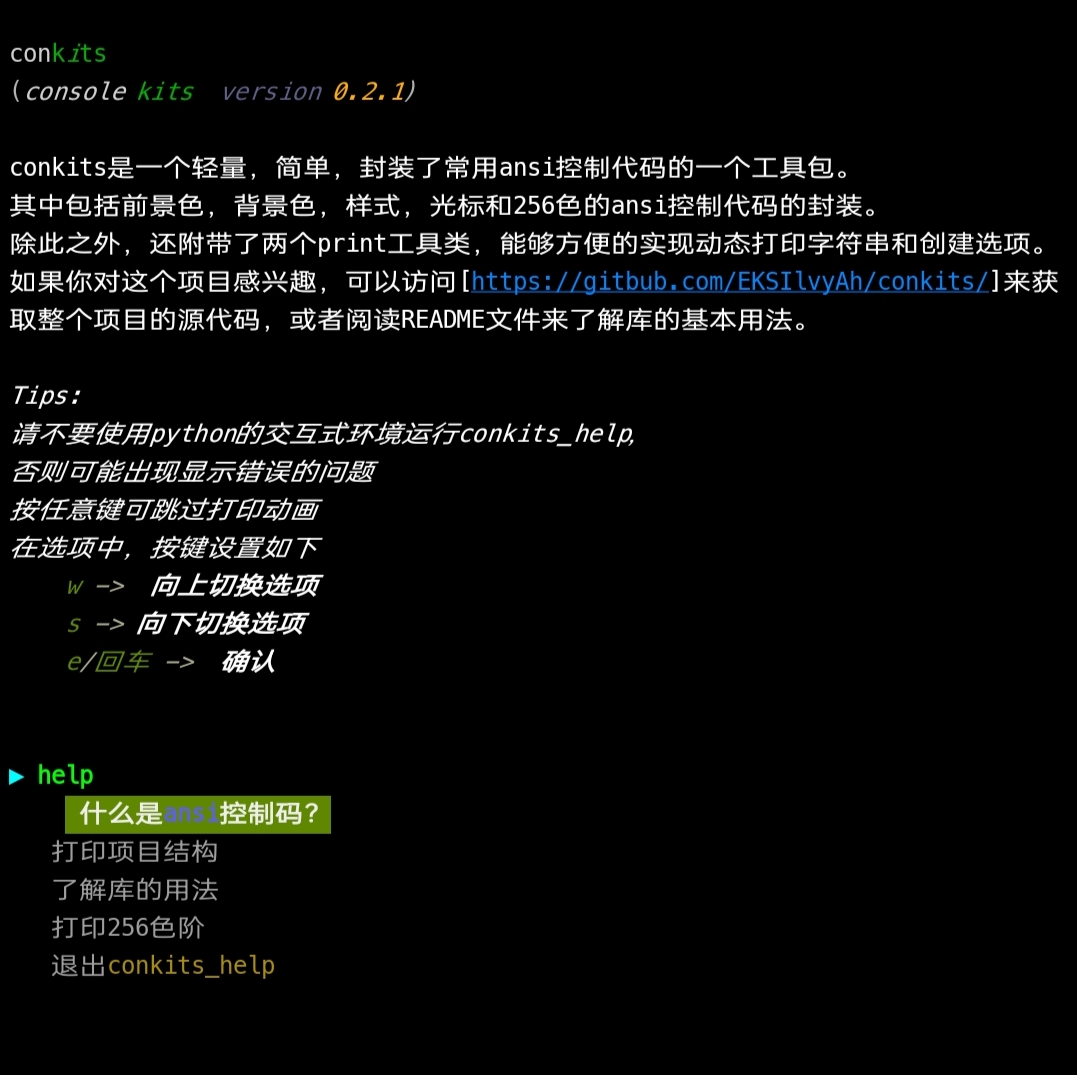 conkits
(console kits version 0.2.1)
conkits是一个轻量，简单，封装了常用ansi控制代码的一个工具包。
其中包括前景色，背景色，样式，光标和256色的ansi控制代码的封装。
除此之外，还附带了两个print工具类，能够方便的实现动态打印字符串和创建选项。
如果你对这个项目感兴趣，可以访问[https://gitbub.com/EKSIlvyAh/conkits/]来获
取整个项目的源代码，或者阅读README文件来了解库的基本用法。
Tips:
请不要使用python的交互式环境运行conkits_help,
否则可能出现显示错误的问题
按任意键可跳过打印动画
在选项中，按键设置如下
w -> 向上切换选项
s -> 向下切换选项
e/回车 -> 确认
▶ help
什么是ansi控制码？
打印项目结构
了解库的用法
打印256色阶
退出conkits_help